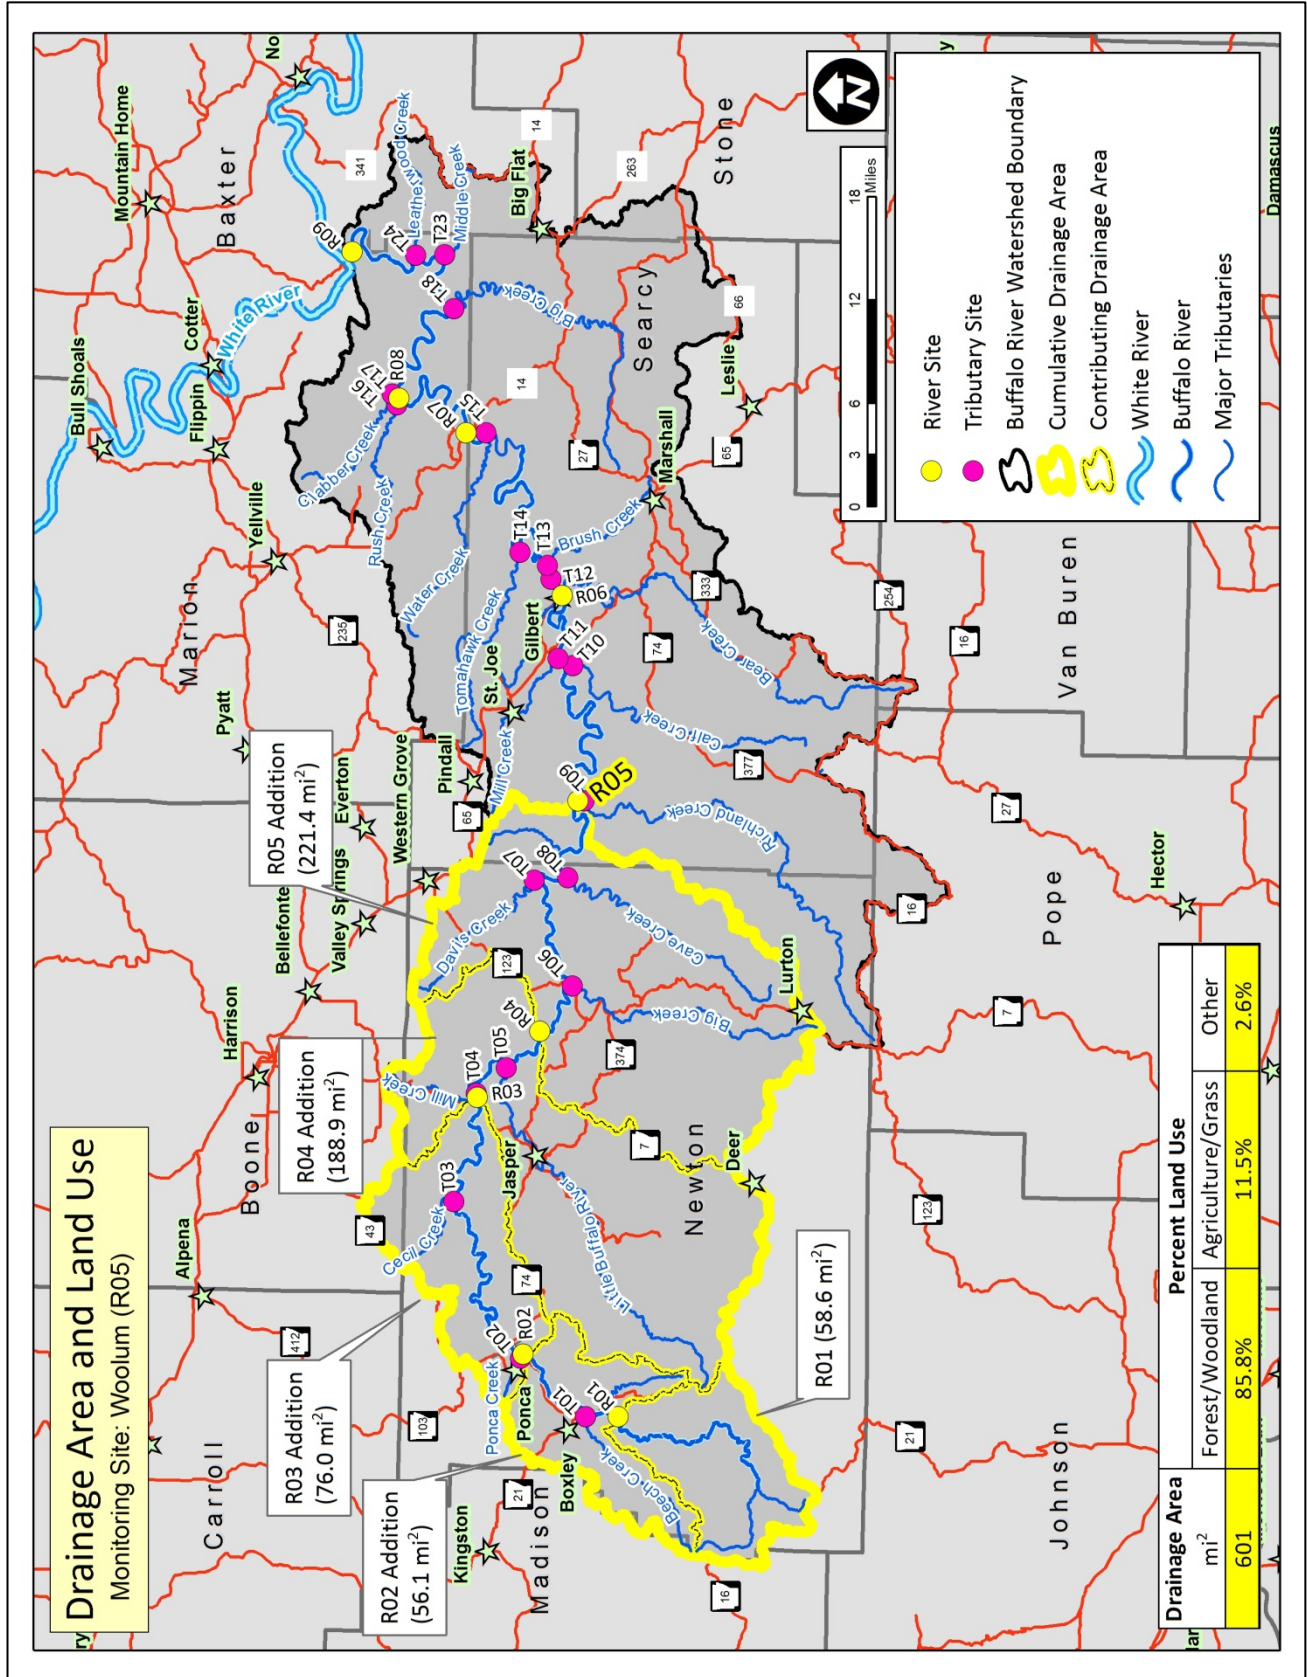 Drainage Area and Land Use
Monitoring Site: Woolum (R05)
R01 (58.6 mi²)
R02 Addition
(56.1 mi²)
R03 Addition
(76.0 mi²)
R04 Addition
(188.9 mi²)
R05 Addition
(221.4 mi²)
Carroll
Boone
Marion
Baxter
Madison
Newton
Searcy
Stone
Johnson
Pope
Van Buren
Alpena
Harrison
Bellefonte
Valley Springs
Everton
Western Grove
Pyatt
Pindall
St. Joe
Gilbert
Yellville
Flippin
Cotter
Bull Shoals
Mountain Home
No
Big Flat
Marshall
Leslie
Kingston
Boxley
Ponca
Jasper
Deer
Lurton
Hector
Damascus
ry
y
Ponca Creek
Beech Creek
Cecil Creek
Little Buffalo River
Mill Creek
Davis Creek
Big Creek
Cave Creek
Richland Creek
Mill Creek
Calf Creek
Bear Creek
Tomahawk Creek
Brush Creek
Water Creek
Rush Creek
Clabber Creek
Big Creek
Middle Creek
Leatherwood Creek
White River
R01
T01
T02
R02
T03
T04
R03
T05
R04
T06
T07
T08
T09
R05
T10
T11
R06
T12
T13
T14
T15
R07
T16
T17
R08
T18
T23
T24
R09
412
43
103
21
16
74
7
123
374
65
235
377
74
333
27
65
66
14
14
341
263
21
123
7
16
27
16
254
0
3
6
12
18
Miles
N
River Site
Tributary Site
Buffalo River Watershed Boundary
Cumulative Drainage Area
Contributing Drainage Area
White River
Buffalo River
Major Tributaries
Drainage Area
Percent Land Use
mi² Forest/Woodland Agriculture/Grass Other
601 85.8% 11.5% 2.6%